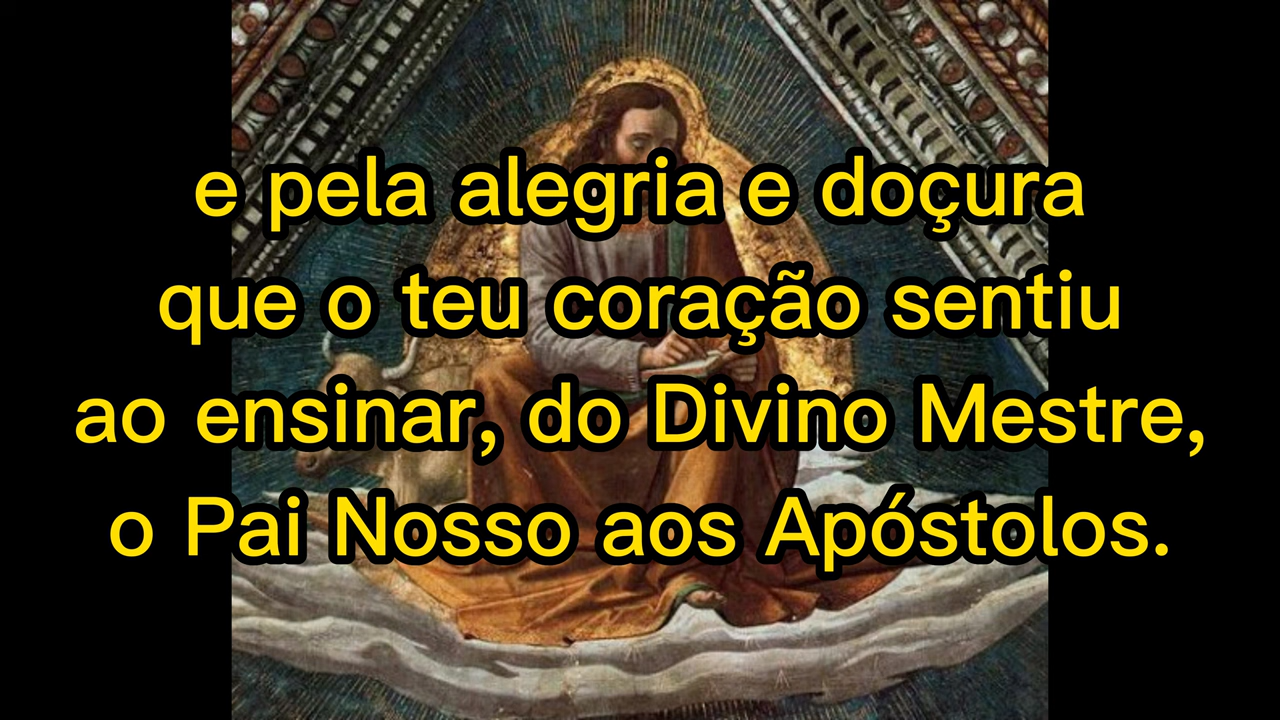 e pela alegria e doçura
que o teu coração sentiu
ao ensinar, do Divino Mestre,
o Pai Nosso aos Apóstolos.